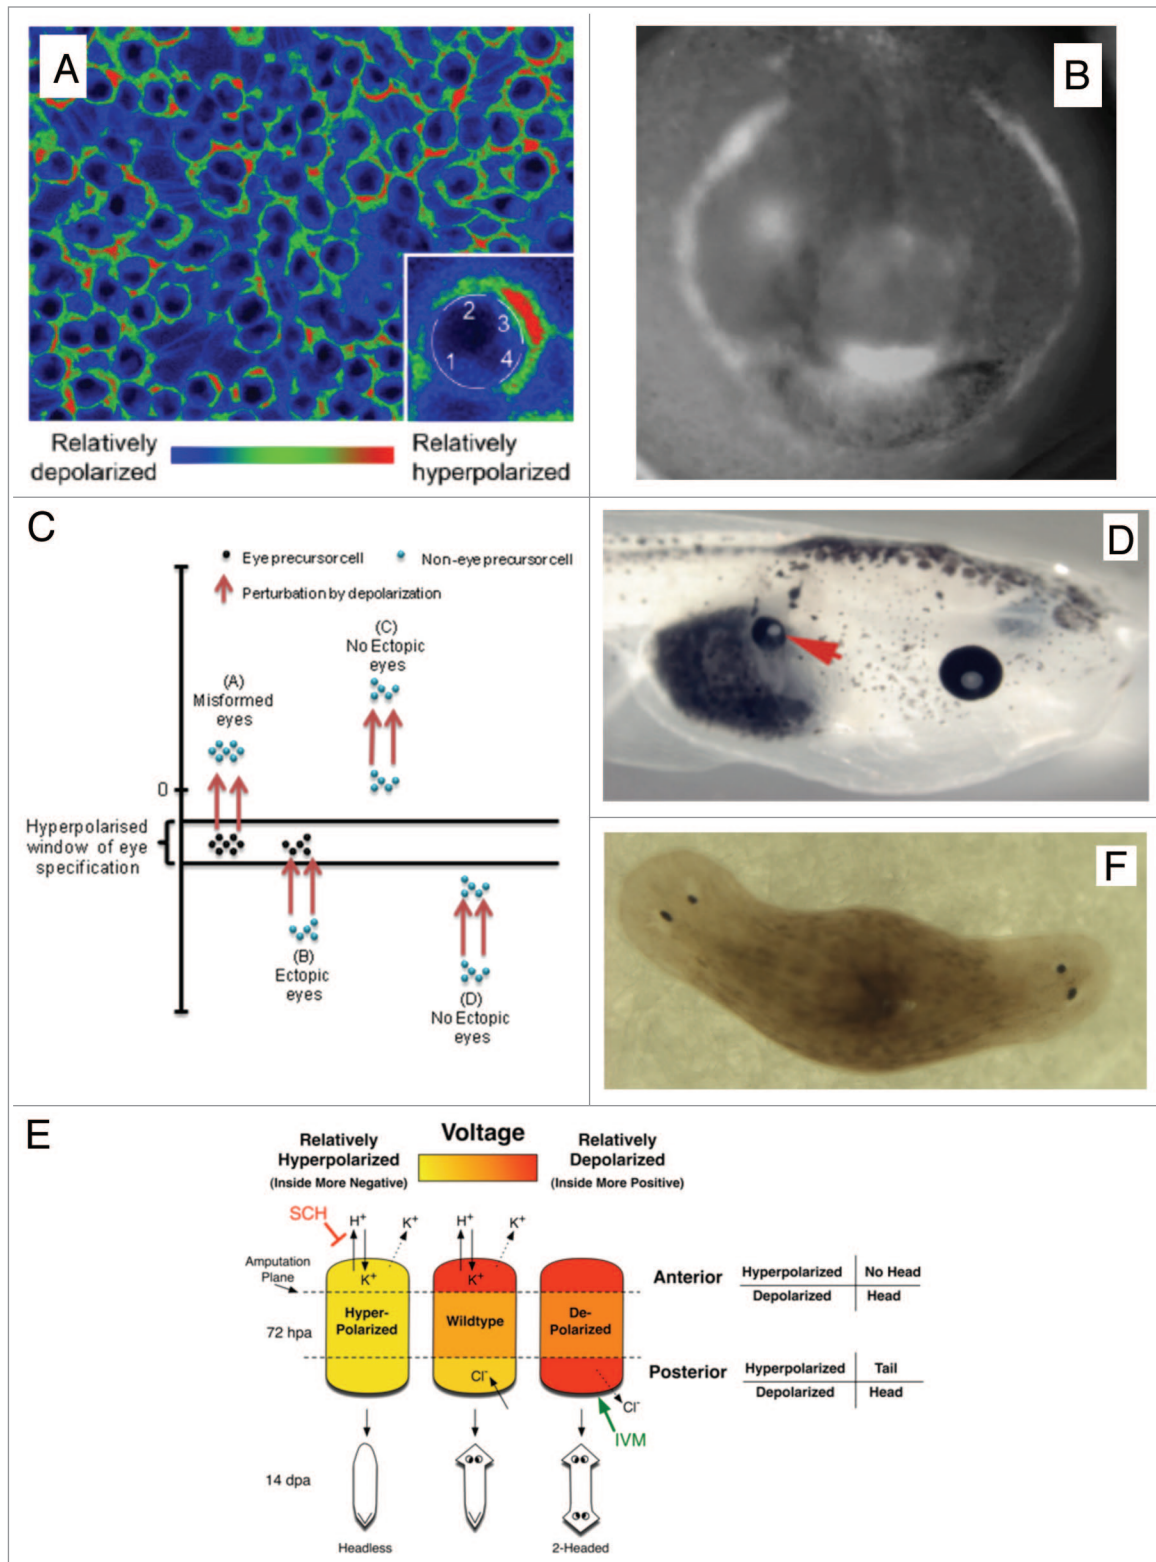 A
2
3
1
4
Relatively
depolarized
Relatively
hyperpolarized
B
C
Eye precursor cell
Non-eye precursor cell
Perturbation by depolarization
(C)
No Ectopic
eyes
(A)
Misformed
eyes
0
Hyperpolarised
window of eye
specification
(B)
Ectopic
eyes
(D)
No Ectopic
eyes
D
F
E
Relatively
Hyperpolarized
(Inside More Negative)
Voltage
Relatively
Depolarized
(Inside More Positive)
SCH
H+
K+
H+
K+
Amputation
Plane
K+
K+
72 hpa
Hyper-
Polarized
Wildtype
De-
Polarized
Cl-
Cl-
IVM
Anterior
Hyperpolarized No Head
Depolarized Head
Posterior
Hyperpolarized Tail
Depolarized Head
14 dpa
Headless
2-Headed